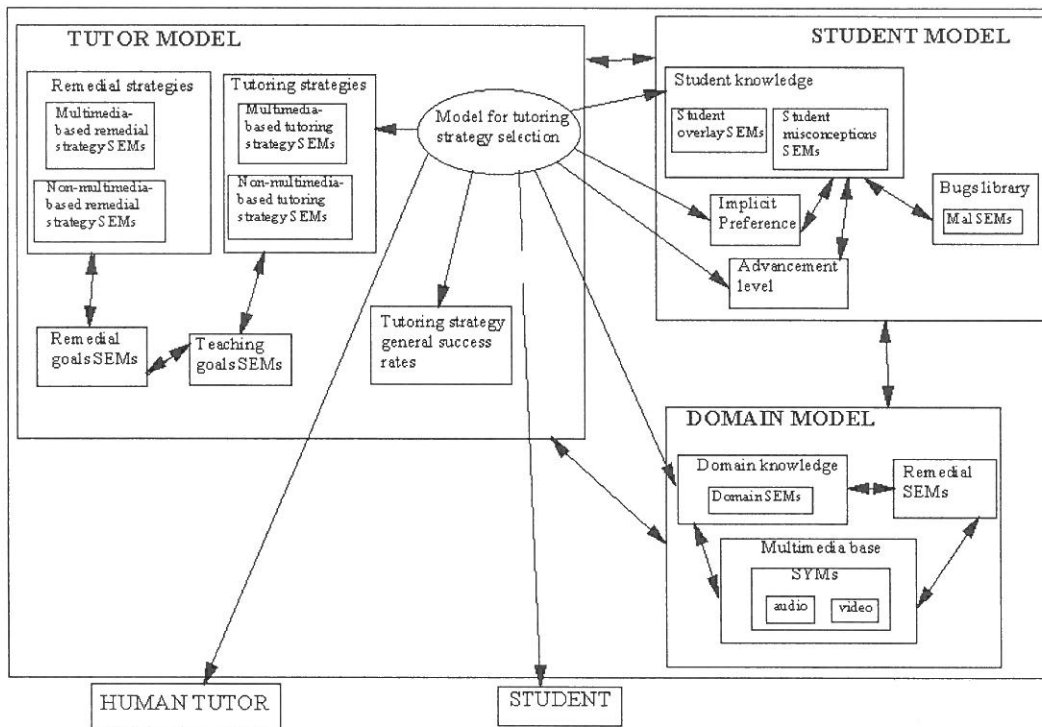 TUTOR MODEL
Remedial strategies
Multimedia-
based remedial
strategy SEMs
Non-multimedia-
based remedial
strategy SEMs
Tutoring strategies
Multimedia-
based tutoring
strategy SEMs
Non-multimedia-
based tutoring
strategy SEMs
Model for tutoring
strategy selection
Remedial
goals SEMs
Teaching
goals SEMs
Tutoring strategy
general success
rates
STUDENT MODEL
Student knowledge
Student
overlay SEMs
Student
misconceptions
SEMs
Implicit
Preference
Advancement
level
Bugs library
Mal SEMs
DOMAIN MODEL
Domain knowledge
Domain SEMs
Remedial
SEMs
Multimedia base
SYMs
audio
video
HUMAN TUTOR
STUDENT